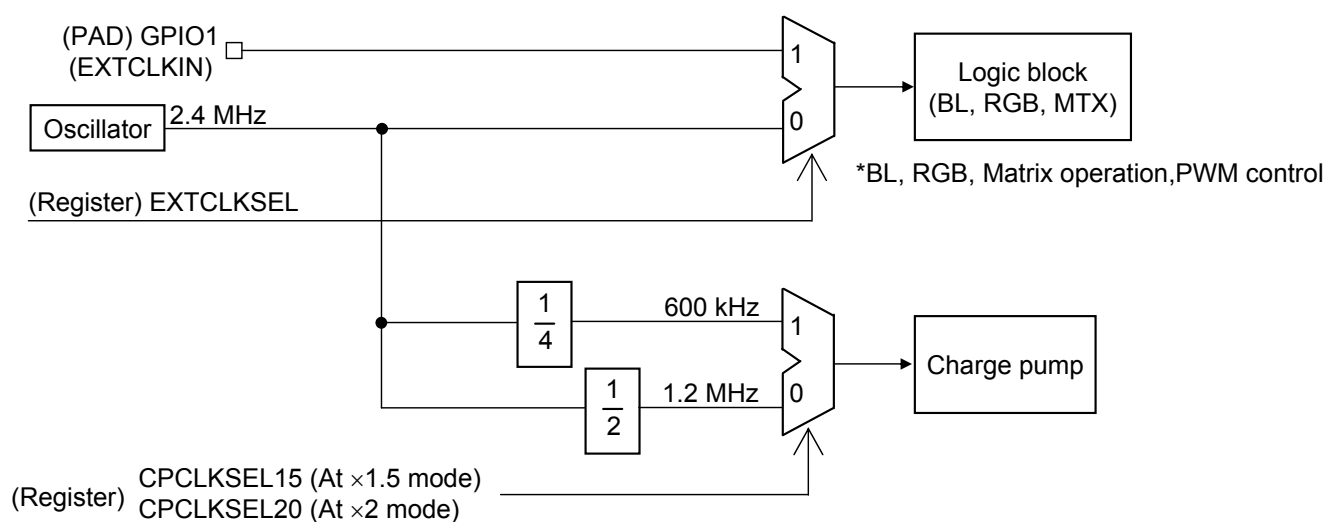 (PAD) GPIO1
(EXTCLKIN)
1
Logic block
(BL, RGB, MTX)
Oscillator
2.4 MHz
0
*BL, RGB, Matrix operation,PWM control
(Register) EXTCLKSEL
1
4
600 kHz
1
Charge pump
1
2
1.2 MHz
0
(Register)
CPCLKSEL15 (At ×1.5 mode)
CPCLKSEL20 (At ×2 mode)